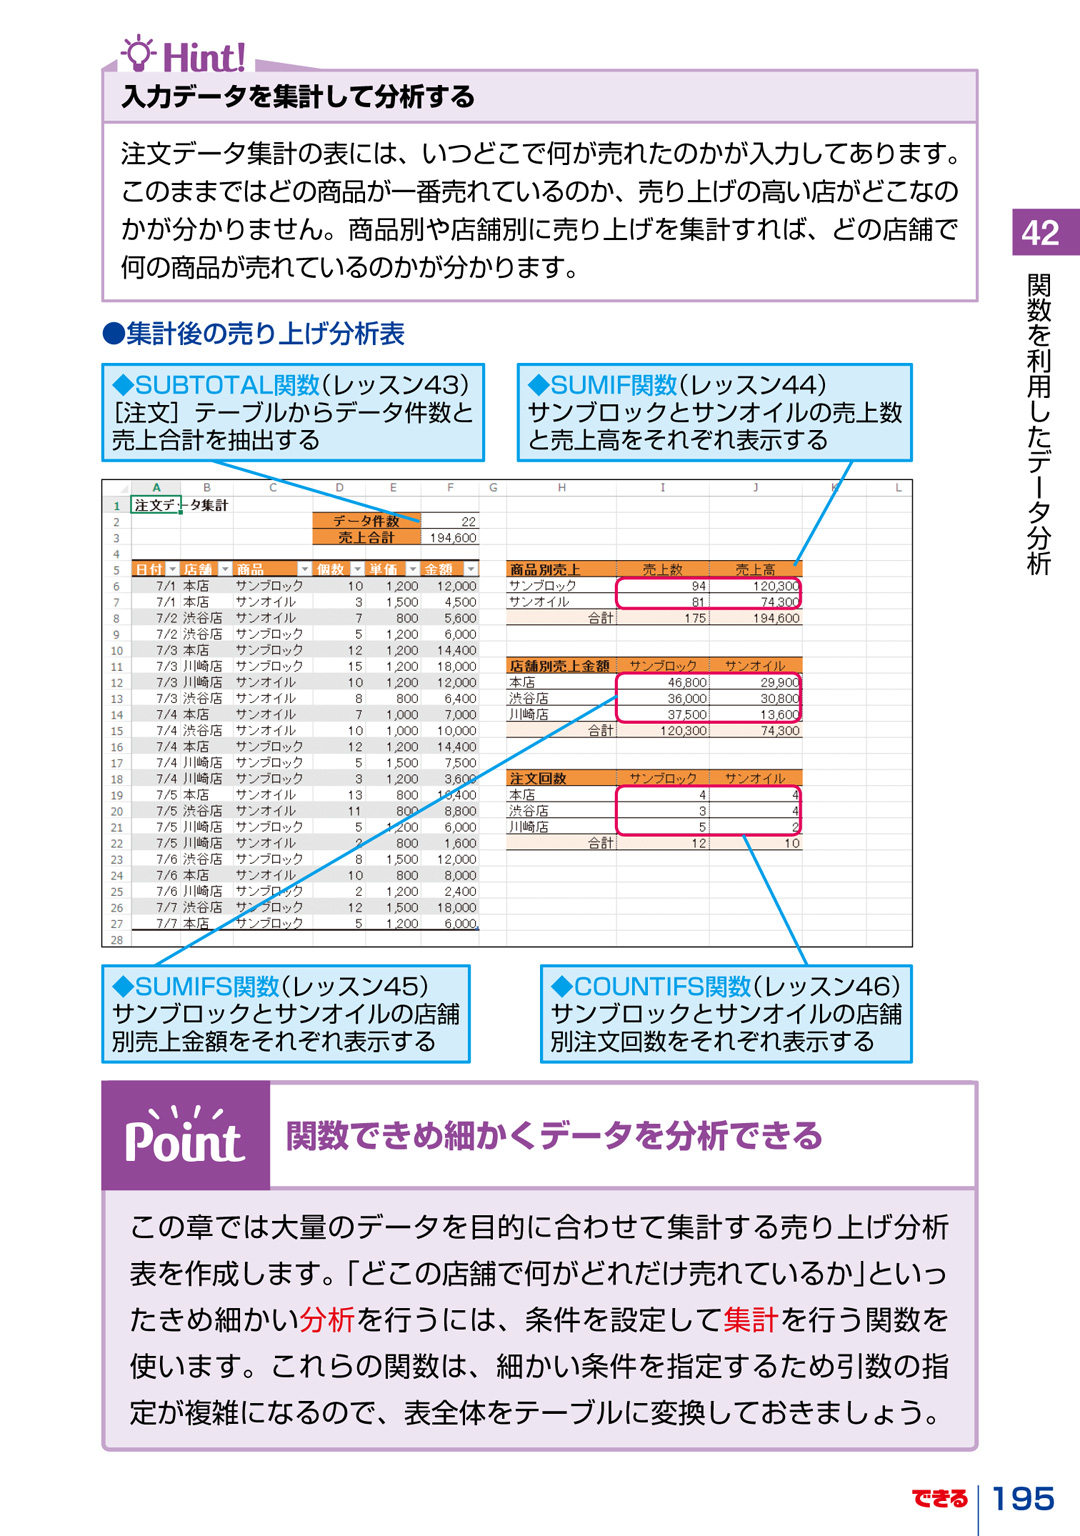 Hint!
入力データを集計して分析する
注文データ集計の表には、いつどこで何が売れたのかが入力してあります。
このままではどの商品が一番売れているのか、売り上げの高い店がどこなの
かが分かりません。商品別や店舗別に売り上げを集計すれば、どの店舗で
何の商品が売れているのかが分かります。
42
関数を利用したデータ分析
●集計後の売り上げ分析表
◆SUBTOTAL関数（レッスン43）
［注文］テーブルからデータ件数と
売上合計を抽出する
◆SUMIF関数（レッスン44）
サンブロックとサンオイルの売上数
と売上高をそれぞれ表示する
A B C D E F G H I J K L
1 注文データ集計
2 データ件数 22
3 売上合計 194,600
4
5 日付 店舗 商品 個数 単価 金額 商品別売上 売上数 売上高
6 7/1 本店 サンブロック 10 1,200 12,000 サンブロック 94 120,300
7 7/1 本店 サンオイル 3 1,500 4,500 サンオイル 81 74,300
8 7/2 渋谷店 サンオイル 7 800 5,600 合計 175 194,600
9 7/2 渋谷店 サンブロック 5 1,200 6,000
10 7/3 本店 サンブロック 12 1,200 14,400
11 7/3 川崎店 サンブロック 15 1,200 18,000 店舗別売上金額 サンブロック サンオイル
12 7/3 川崎店 サンブロック 10 1,200 12,000 本店 46,800 29,900
13 7/3 渋谷店 サンオイル 8 800 6,400 渋谷店 36,000 30,800
14 7/4 本店 サンオイル 7 1,000 7,000 川崎店 37,500 13,600
15 7/4 渋谷店 サンオイル 10 1,000 10,000 合計 120,300 74,300
16 7/4 本店 サンブロック 12 1,200 14,400
17 7/4 川崎店 サンブロック 5 1,500 7,500
18 7/4 川崎店 サンブロック 3 1,200 3,600 注文回数 サンブロック サンオイル
19 7/5 本店 サンオイル 13 800 10,400 本店 4 4
20 7/5 渋谷店 サンオイル 11 800 8,800 渋谷店 3 4
21 7/5 川崎店 サンブロック 5 1,200 6,000 川崎店 5 2
22 7/5 川崎店 サンオイル 2 800 1,600 合計 12 10
23 7/6 渋谷店 サンブロック 8 1,500 12,000
24 7/6 本店 サンオイル 10 800 8,000
25 7/6 川崎店 サンブロック 2 1,200 2,400
26 7/7 渋谷店 サンブロック 12 1,500 18,000
27 7/7 本店 サンブロック 5 1,200 6,000
28
◆SUMIFS関数（レッスン45）
サンブロックとサンオイルの店舗
別売上金額をそれぞれ表示する
◆COUNTIFS関数（レッスン46）
サンブロックとサンオイルの店舗
別注文回数をそれぞれ表示する
Point
関数できめ細かくデータを分析できる
この章では大量のデータを目的に合わせて集計する売り上げ分析
表を作成します。「どこの店舗で何がどれだけ売れているか」といっ
たきめ細かい分析を行うには、条件を設定して集計を行う関数を
使います。これらの関数は、細かい条件を指定するため引数の指
定が複雑になるので、表全体をテーブルに変換しておきましょう。
できる 195